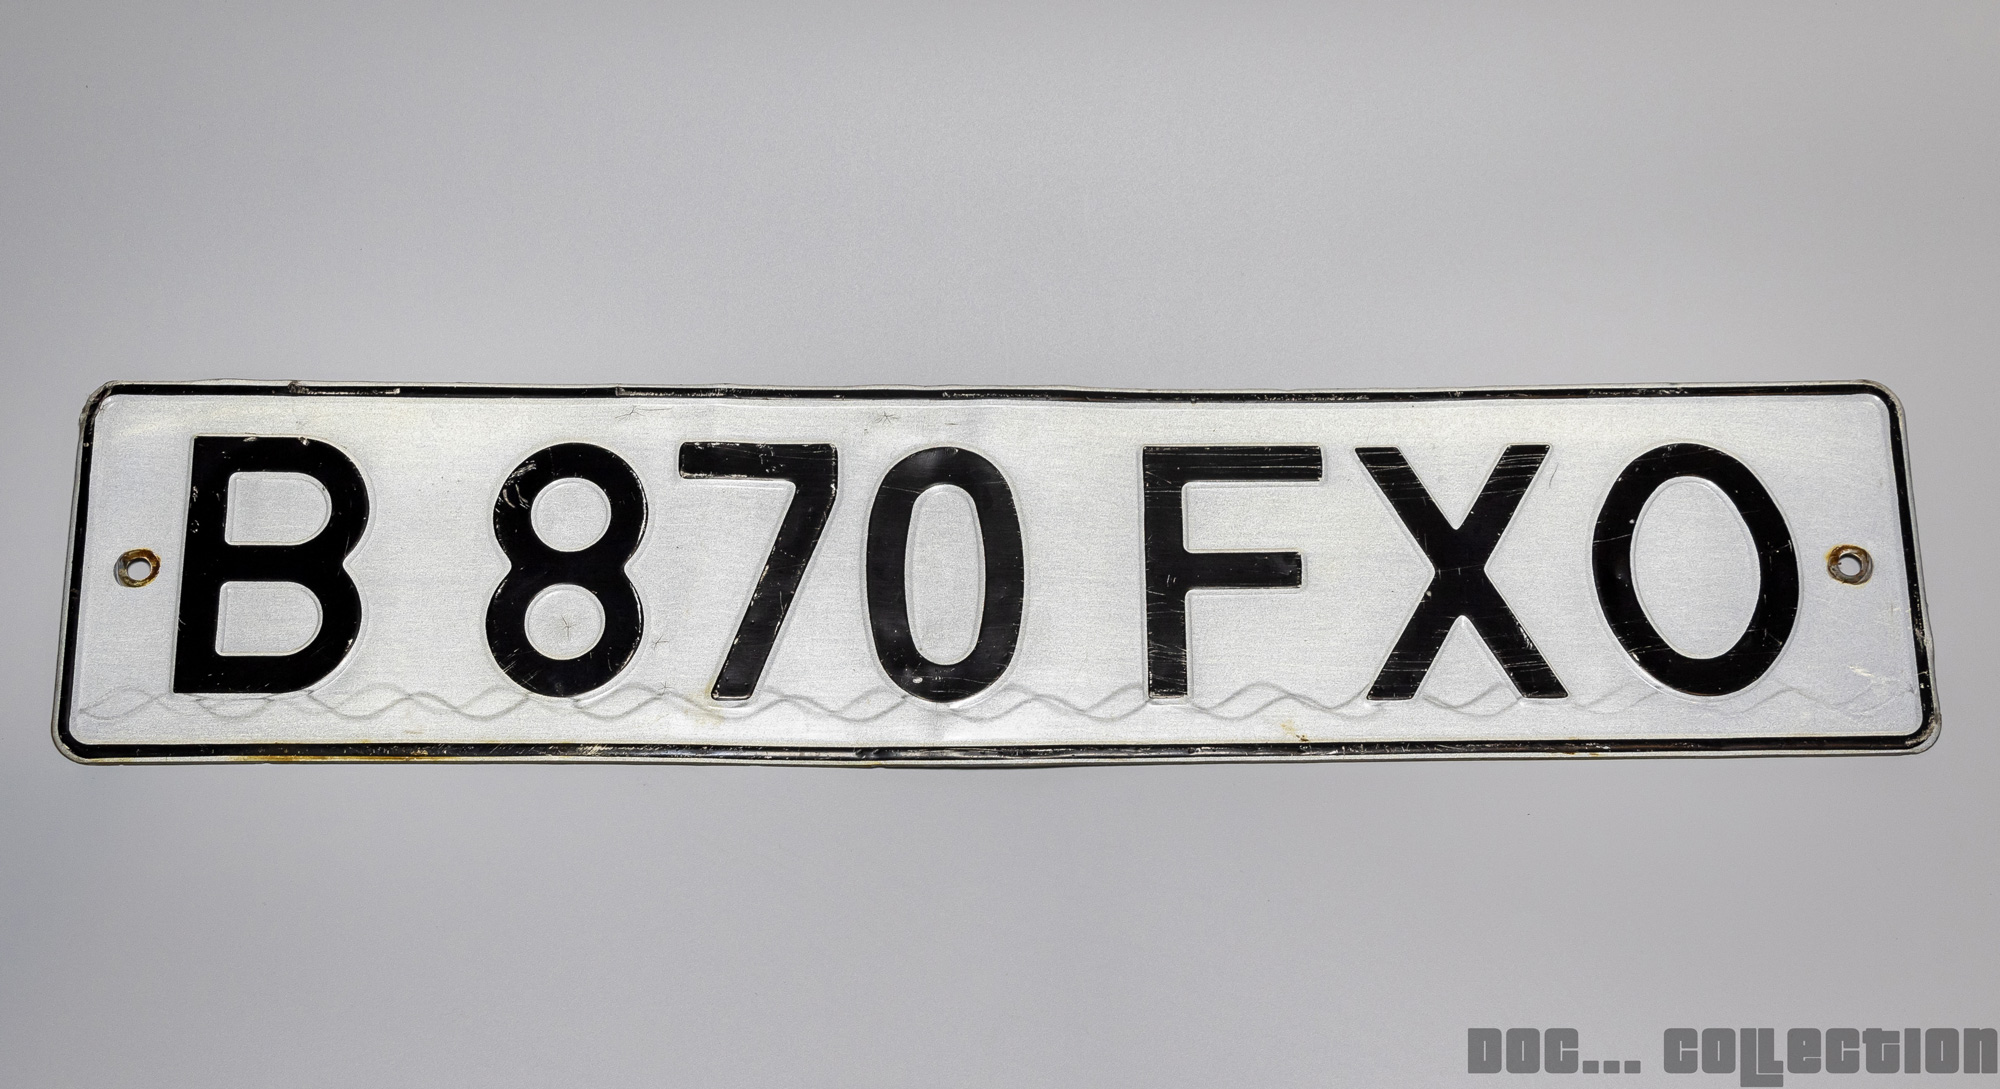 B 870 FXO
DOC... COLLECTION